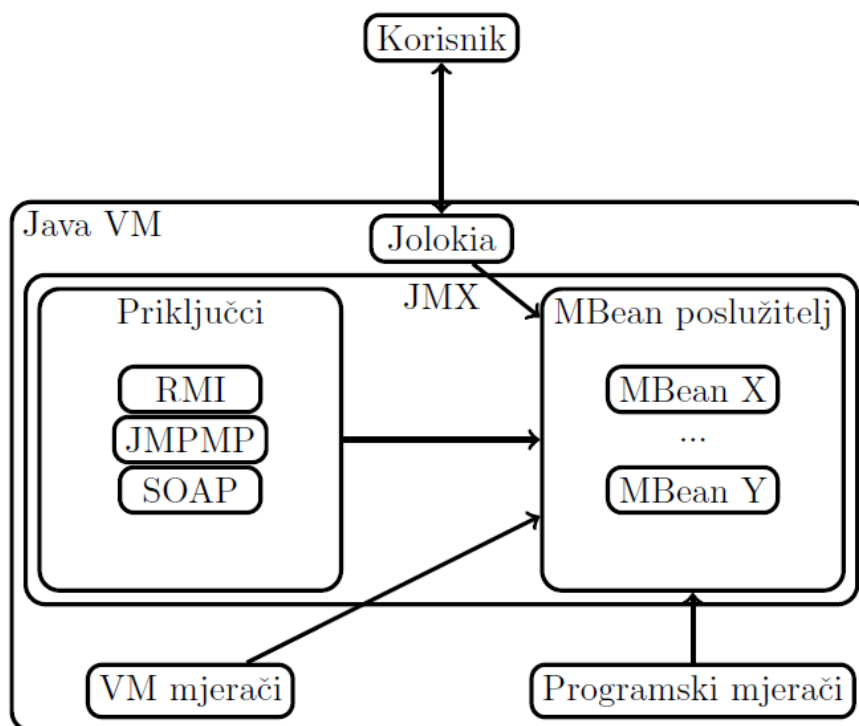 Korisnik
Java VM
Jolokia
JMX
Priključci
RMI
JMPMP
SOAP
MBean poslužitelj
MBean X
...
MBean Y
VM mjerači
Programski mjerači